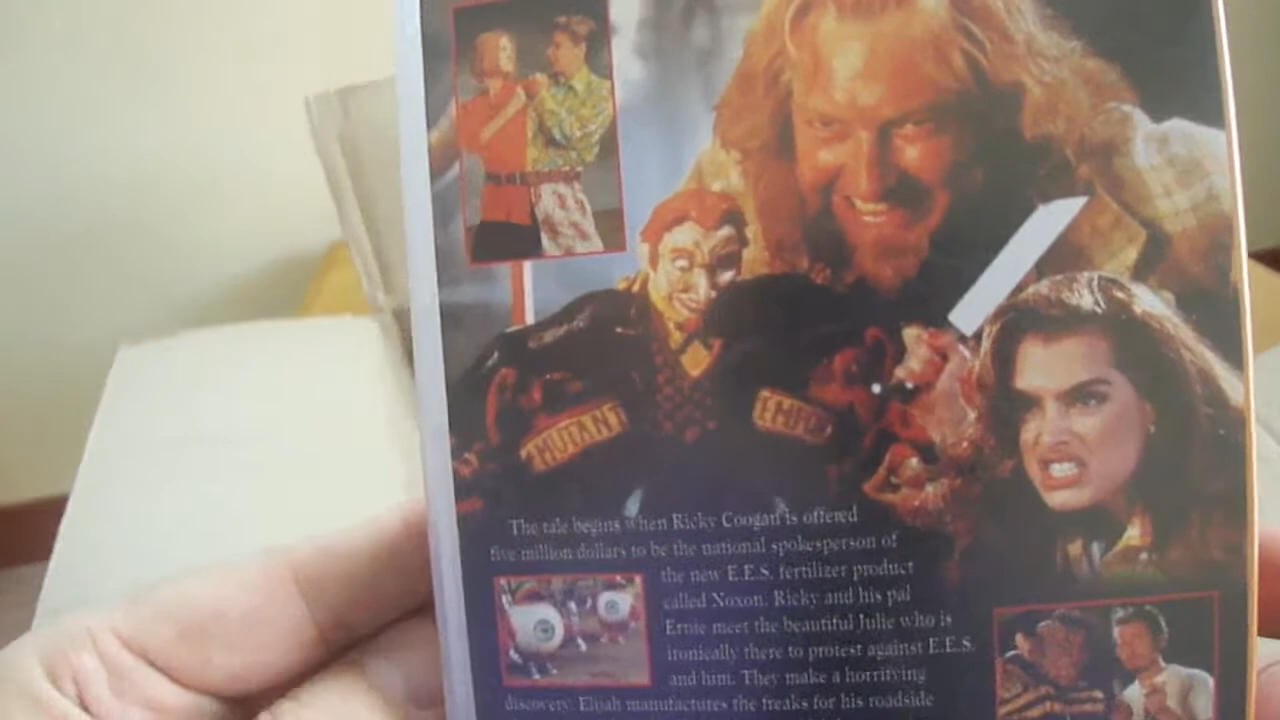 MUTANT
EMPO
The tale begins when Ricky Coogan is offered
five million dollars to be the national spokesperson of
the new E.E.S. fertilizer product
called Noxon. Ricky and his pal
Ernie meet the beautiful Julie who is
ironically there to protest against E.E.S.
and him. They make a horrifying
discovery. Elijah manufactures the freaks for his roadside